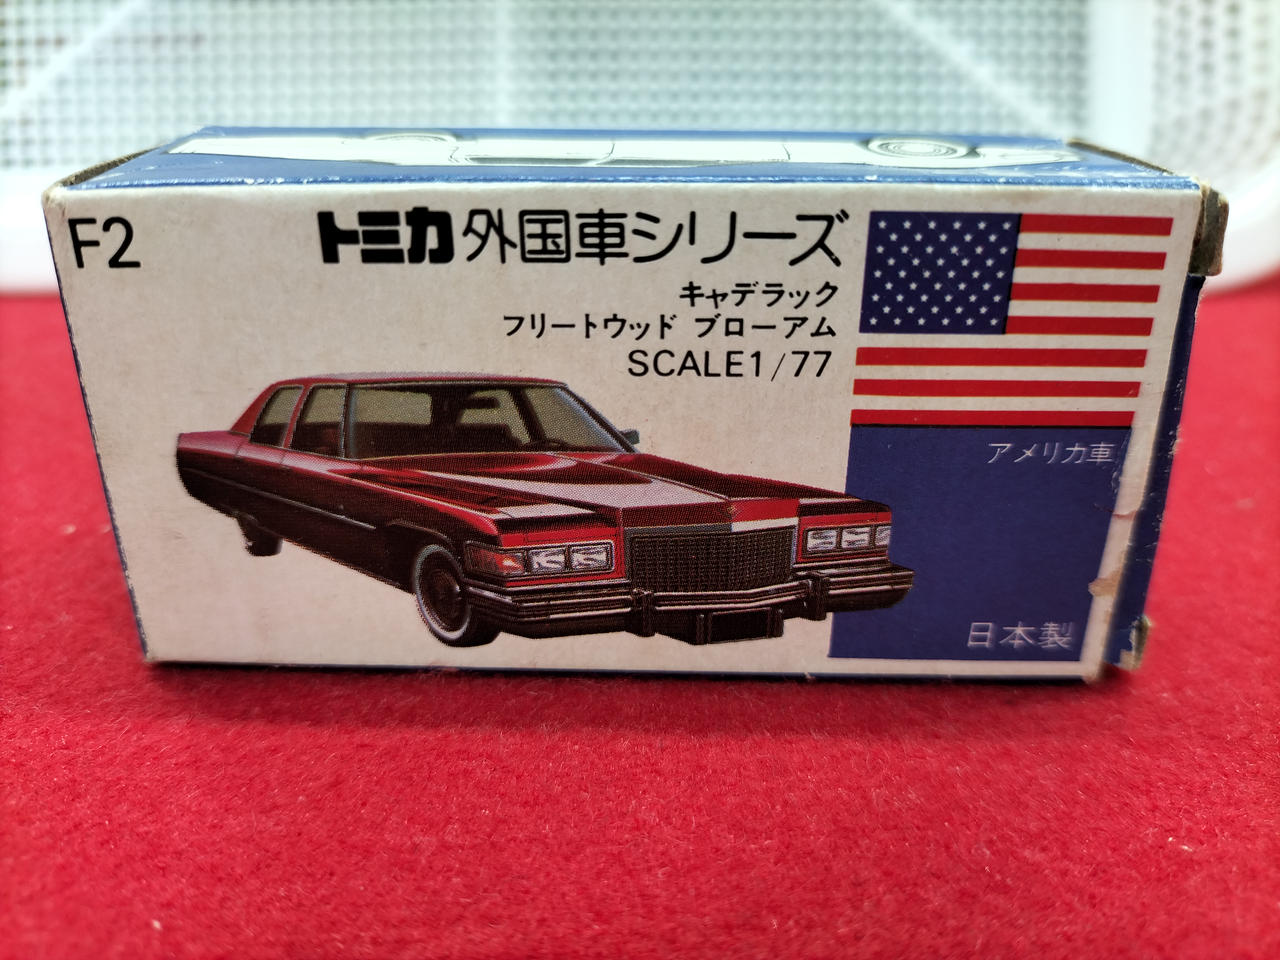 F2
トミカ 外国車シリーズ
キャデラック
フリートウッド ブローアム
SCALE1/77
アメリカ車
日本製